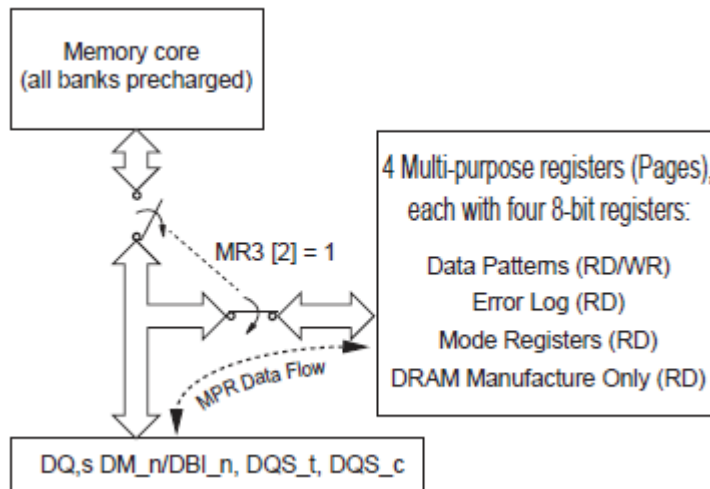 Memory core
(all banks precharged)
4 Multi-purpose registers (Pages),
each with four 8-bit registers:
Data Patterns (RD/WR)
Error Log (RD)
Mode Registers (RD)
DRAM Manufacture Only (RD)
MR3 [2] = 1
MPR Data Flow
DQ,s DM_n/DBI_n, DQS_t, DQS_c